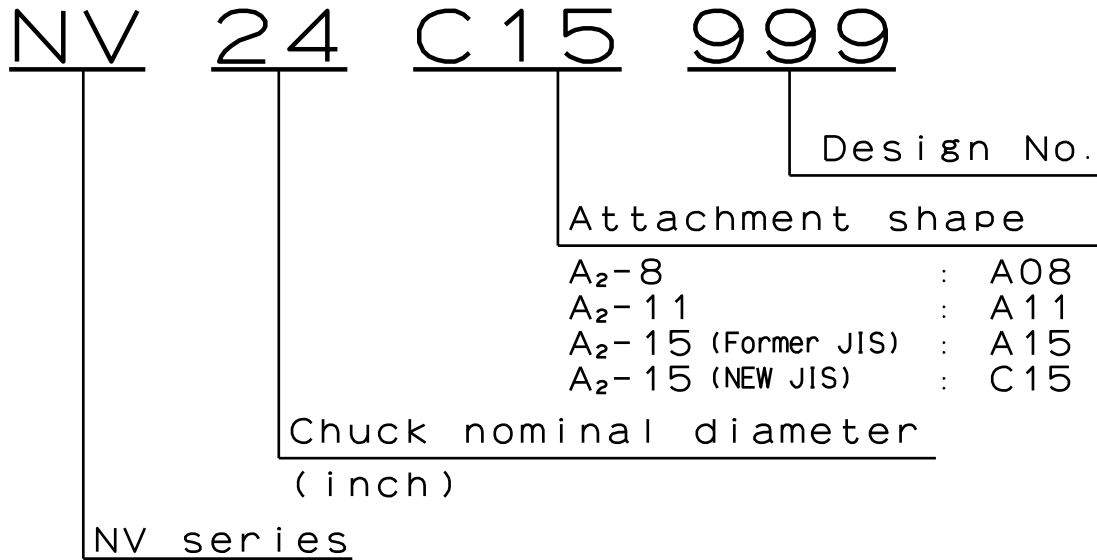 NV 24 C15 999
Design No.
Attachment shape
A₂-8 : A08
A₂-11 : A11
A₂-15 (Former JIS) : A15
A₂-15 (NEW JIS) : C15
Chuck nominal diameter
(inch)
NV series